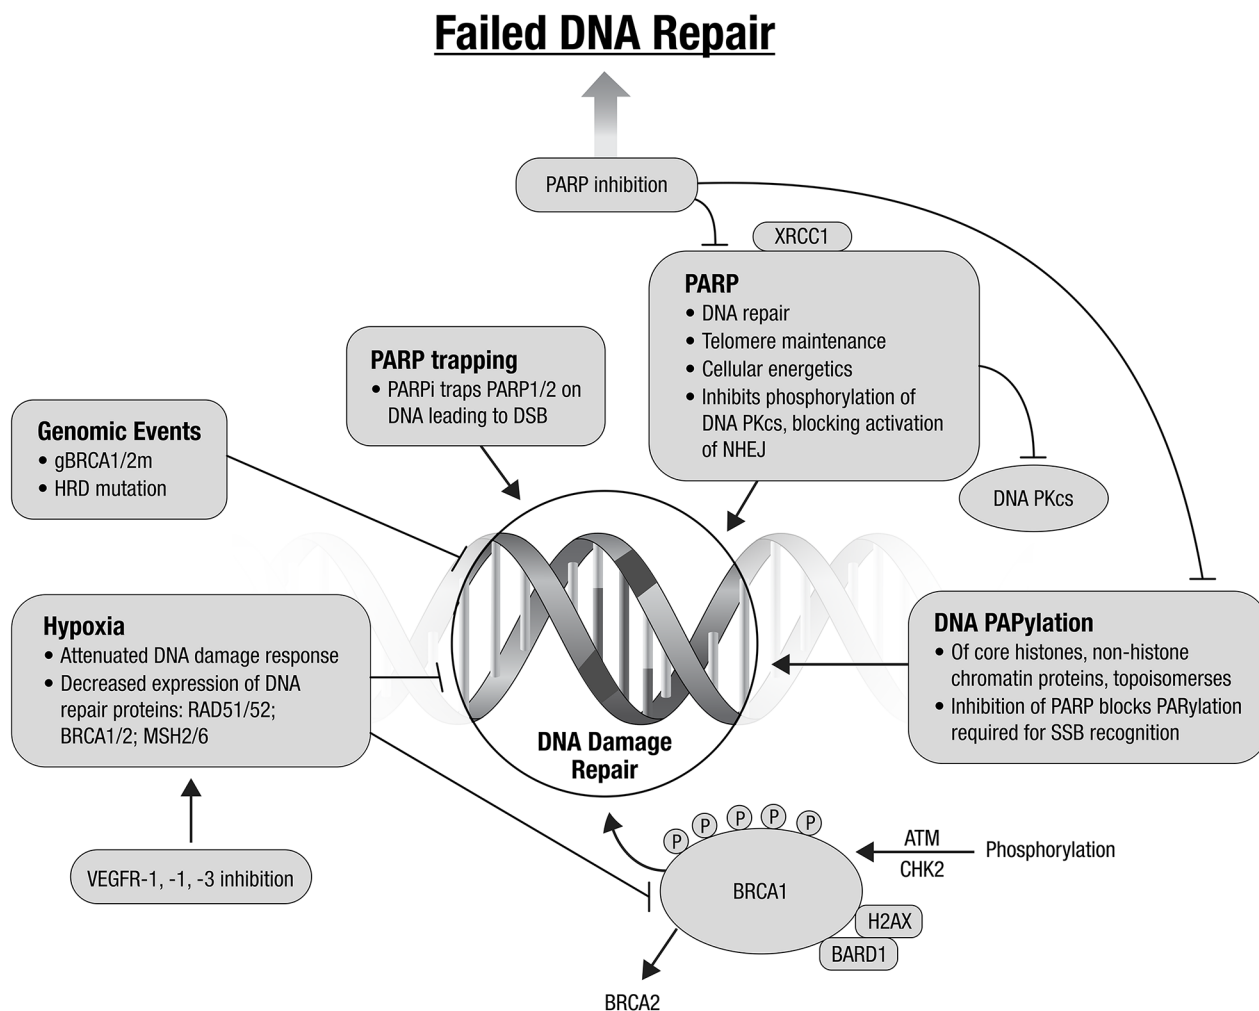 Failed DNA Repair
PARP inhibition
XRCC1
PARP
• DNA repair
• Telomere maintenance
• Cellular energetics
• Inhibits phosphorylation of
DNA PKcs, blocking activation
of NHEJ
PARP trapping
• PARPi traps PARP1/2 on
DNA leading to DSB
Genomic Events
• gBRCA1/2m
• HRD mutation
DNA PKcs
Hypoxia
• Attenuated DNA damage response
• Decreased expression of DNA
repair proteins: RAD51/52;
BRCA1/2; MSH2/6
DNA PAPylation
• Of core histones, non-histone
chromatin proteins, topoisomerses
• Inhibition of PARP blocks PARylation
required for SSB recognition
DNA Damage
Repair
VEGFR-1, -1, -3 inhibition
P P P P P
ATM
CHK2
Phosphorylation
BRCA1
H2AX
BARD1
BRCA2